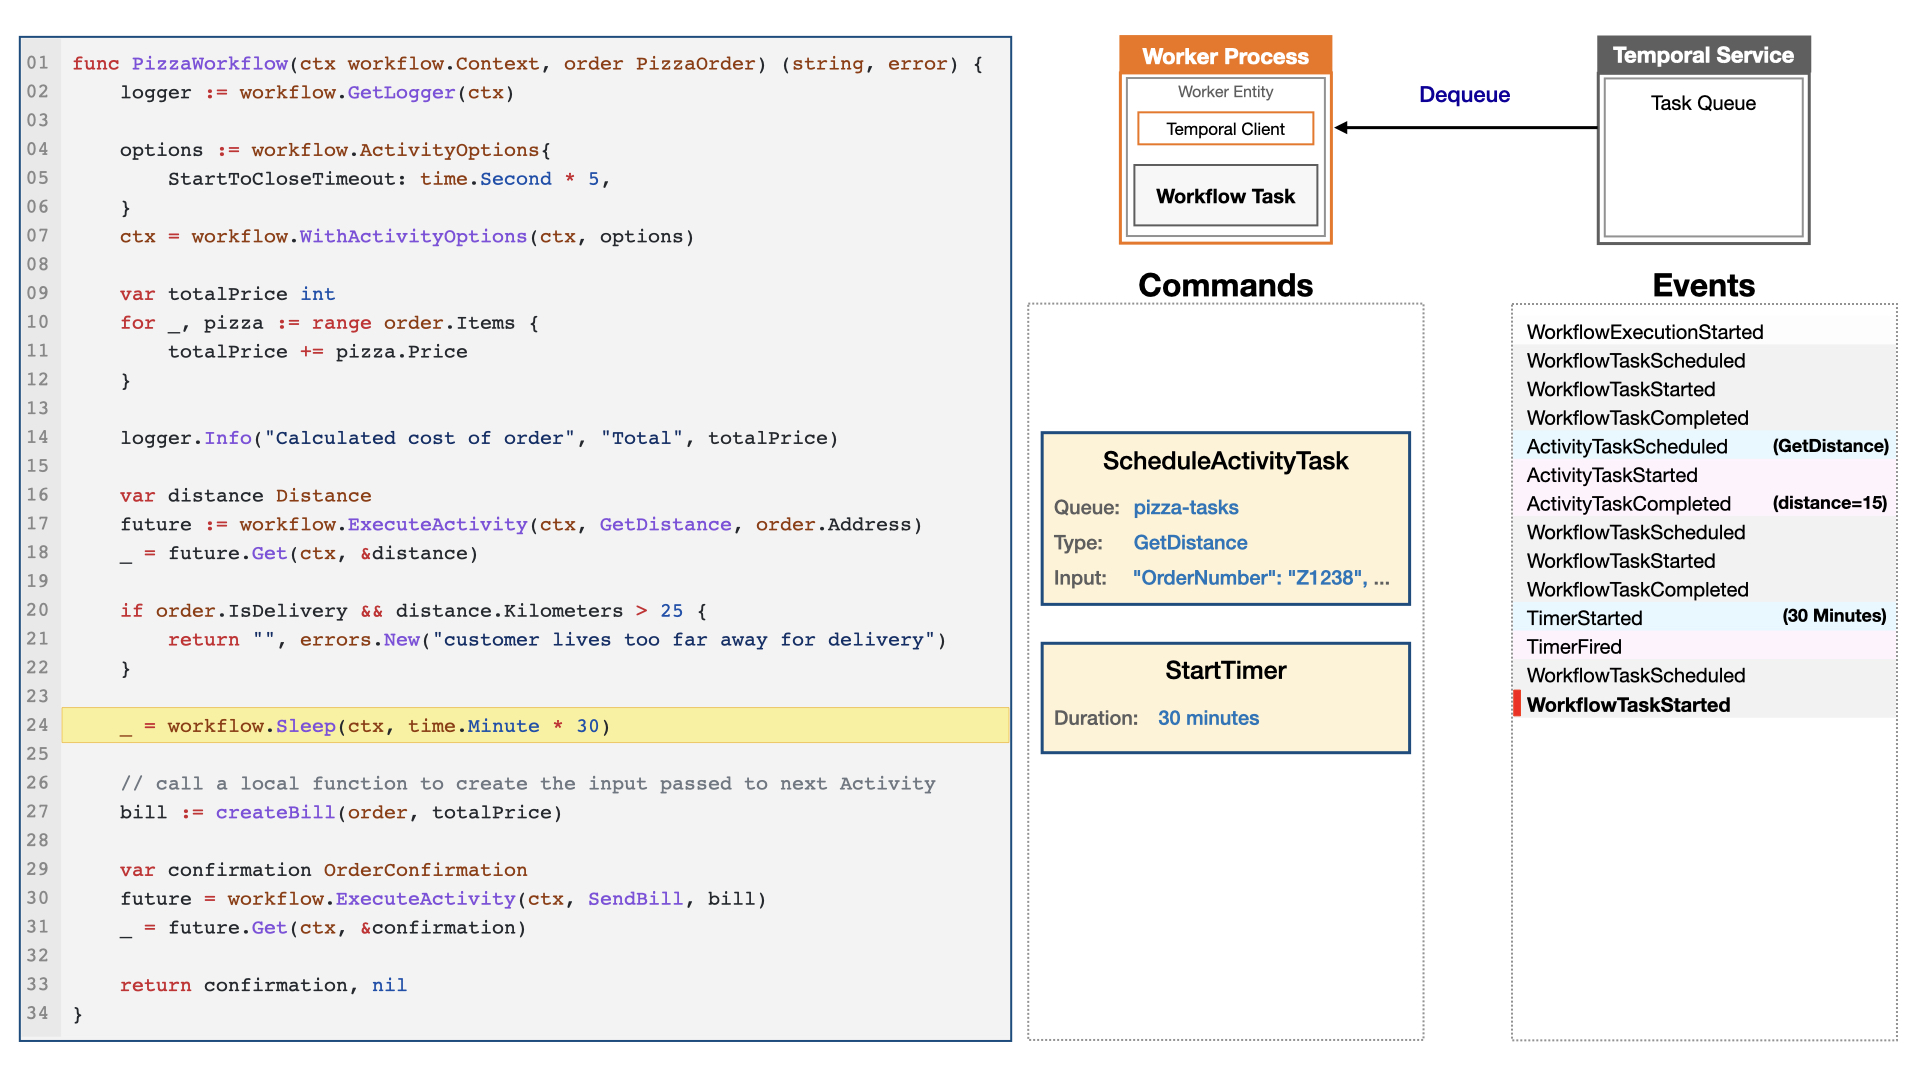 01 func PizzaWorkflow(ctx workflow.Context, order PizzaOrder) (string, error) {
02     logger := workflow.GetLogger(ctx)
03
04     options := workflow.ActivityOptions{
05         StartToCloseTimeout: time.Second * 5,
06     }
07     ctx = workflow.WithActivityOptions(ctx, options)
08
09     var totalPrice int
10     for _, pizza := range order.Items {
11         totalPrice += pizza.Price
12     }
13
14     logger.Info("Calculated cost of order", "Total", totalPrice)
15
16     var distance Distance
17     future := workflow.ExecuteActivity(ctx, GetDistance, order.Address)
18     _ = future.Get(ctx, &distance)
19
20     if order.IsDelivery && distance.Kilometers > 25 {
21         return "", errors.New("customer lives too far away for delivery")
22     }
23
24     _ = workflow.Sleep(ctx, time.Minute * 30)
25
26     // call a local function to create the input passed to next Activity
27     bill := createBill(order, totalPrice)
28
29     var confirmation OrderConfirmation
30     future = workflow.ExecuteActivity(ctx, SendBill, bill)
31     _ = future.Get(ctx, &confirmation)
32
33     return confirmation, nil
34 }
Worker Process
Worker Entity
Temporal Client
Workflow Task
Dequeue
Temporal Service
Task Queue
Commands
ScheduleActivityTask
Queue: pizza-tasks
Type: GetDistance
Input: "OrderNumber": "Z1238", ...
StartTimer
Duration: 30 minutes
Events
WorkflowExecutionStarted
WorkflowTaskScheduled
WorkflowTaskStarted
WorkflowTaskCompleted
ActivityTaskScheduled (GetDistance)
ActivityTaskStarted
ActivityTaskCompleted (distance=15)
WorkflowTaskScheduled
WorkflowTaskStarted
WorkflowTaskCompleted
TimerStarted (30 Minutes)
TimerFired
WorkflowTaskScheduled
WorkflowTaskStarted